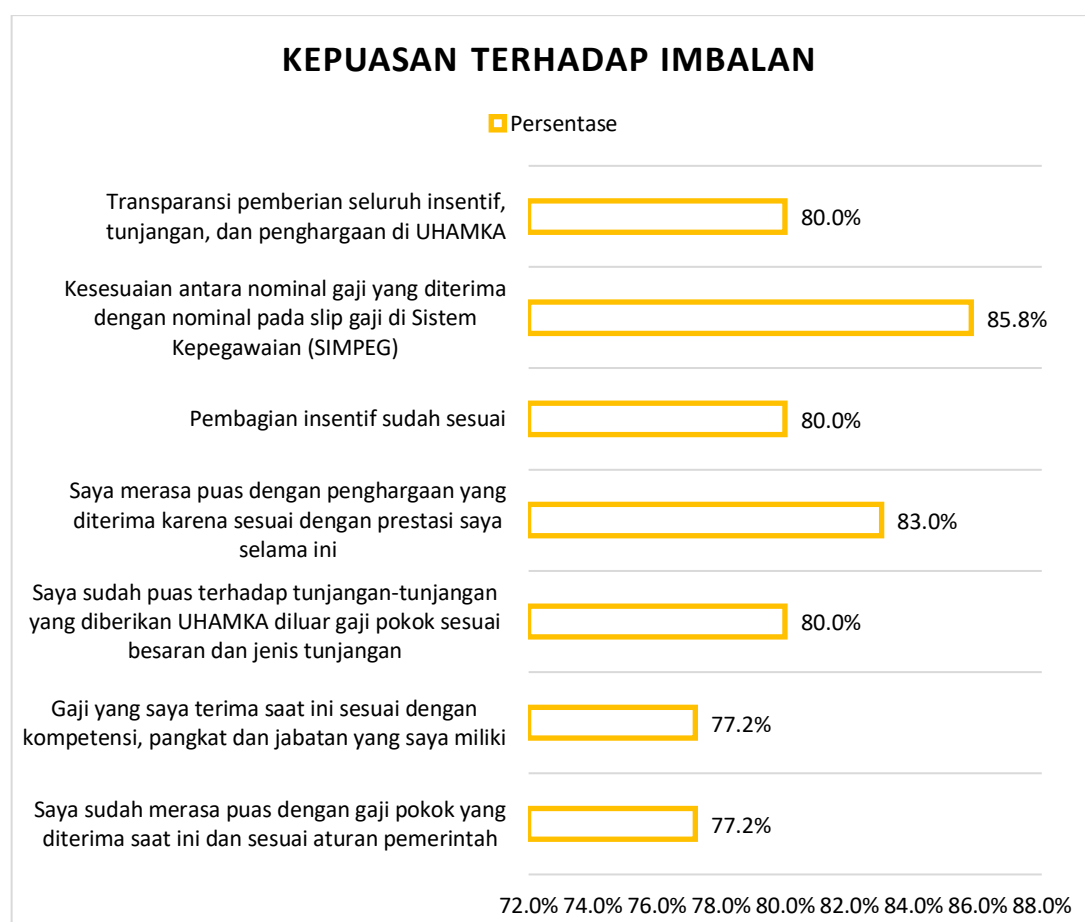 KEPUASAN TERHADAP IMBALAN
Persentase
Transparansi pemberian seluruh insentif,
tunjangan, dan penghargaan di UHAMKA
80.0%
Kesesuaian antara nominal gaji yang diterima
dengan nominal pada slip gaji di Sistem
Kepegawaian (SIMPEG)
85.8%
Pembagian insentif sudah sesuai
80.0%
Saya merasa puas dengan penghargaan yang
diterima karena sesuai dengan prestasi saya
selama ini
83.0%
Saya sudah puas terhadap tunjangan-tunjangan
yang diberikan UHAMKA diluar gaji pokok sesuai
besaran dan jenis tunjangan
80.0%
Gaji yang saya terima saat ini sesuai dengan
kompetensi, pangkat dan jabatan yang saya miliki
77.2%
Saya sudah merasa puas dengan gaji pokok yang
diterima saat ini dan sesuai aturan pemerintah
77.2%
72.0% 74.0% 76.0% 78.0% 80.0% 82.0% 84.0% 86.0% 88.0%